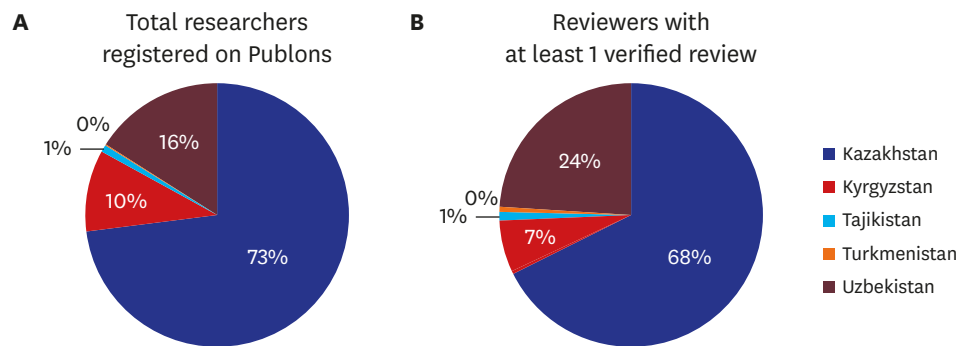 A
Total researchers
registered on Publons
0%
1%
16%
10%
73%
B
Reviewers with
at least 1 verified review
24%
0%
1%
7%
68%
Kazakhstan
Kyrgyzstan
Tajikistan
Turkmenistan
Uzbekistan